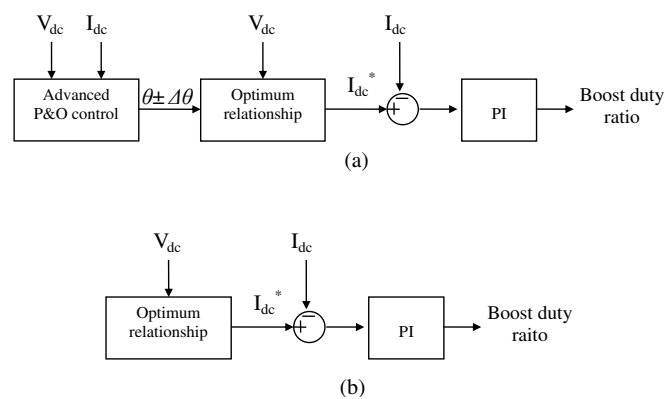 V_dc I_dc V_dc I_dc
Advanced
P&O control
θ± Δθ
Optimum
relationship
I_dc*
−
+
PI
Boost duty
ratio
(a)
V_dc I_dc
Optimum
relationship
I_dc*
−
+
PI
Boost duty
raito
(b)